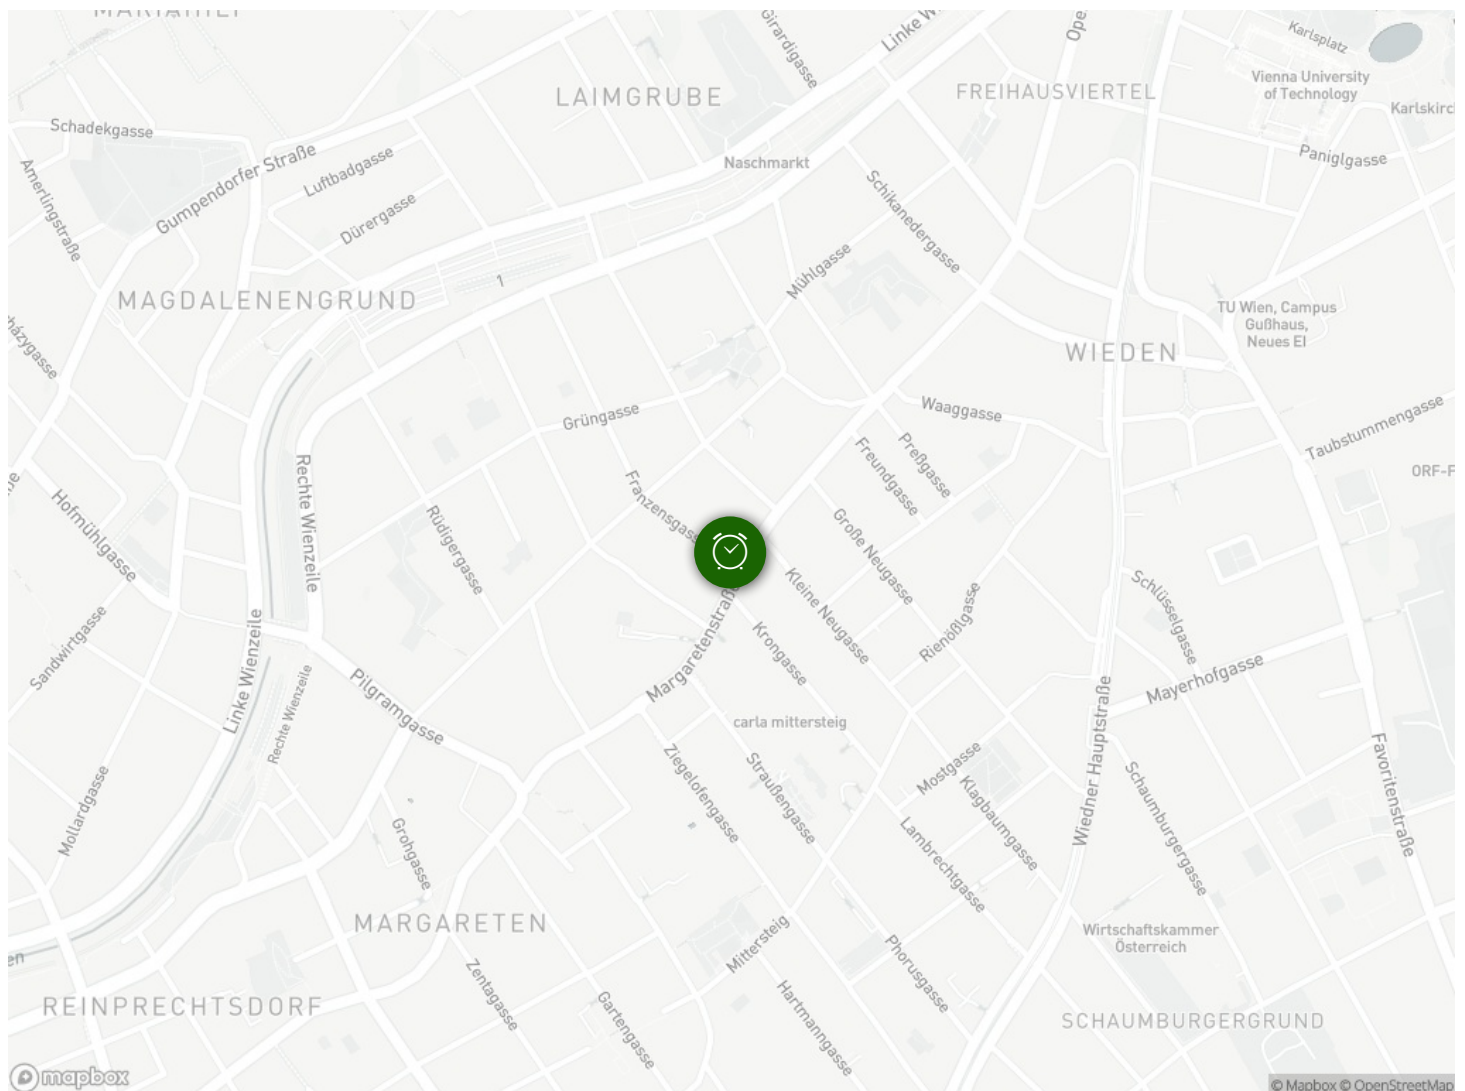 Girardigasse
Karlsplatz
LAIMGRUBE
FREIHAUSVIERTEL
Vienna University
of Technology
Schadekgasse
Gumpendorfer Straße
Luftbadgasse
Naschmarkt
Paniglgasse
Amerlingstraße
Dürergasse
Schikanedergasse
Mühlgasse
1
MAGDALENENGRUND
TU Wien, Campus
Gußhaus,
Neues EI
WIEDEN
Waaggasse
Grüngasse
Preßgasse
Freundgasse
Taubstummengasse
Rechte Wienzeile
Hofmühlgasse
Franzensgasse
Rüdigergasse
Große Neugasse
Kleine Neugasse
Schlüsselgasse
Rienößlgasse
Sandwirtgasse
Linke Wienzeile
Margaretenstraße
Krongasse
Mayerhofgasse
Pilgramgasse
Rechte Wienzeile
carla mittersteig
Wiedner Hauptstraße
Favoritenstraße
Ziegelofengasse
Straußengasse
Mostgasse
Klagbaumgasse
Schaumburgergasse
Mollardgasse
Grohgasse
Lambrechtgasse
MARGARETEN
Wirtschaftskammer
Österreich
Mittersteig
Phorusgasse
Zentagasse
Gartengasse
Hartmanngasse
REINPRECHTSDORF
SCHAUMBURGERGRUND
mapbox
© Mapbox © OpenStreetMap